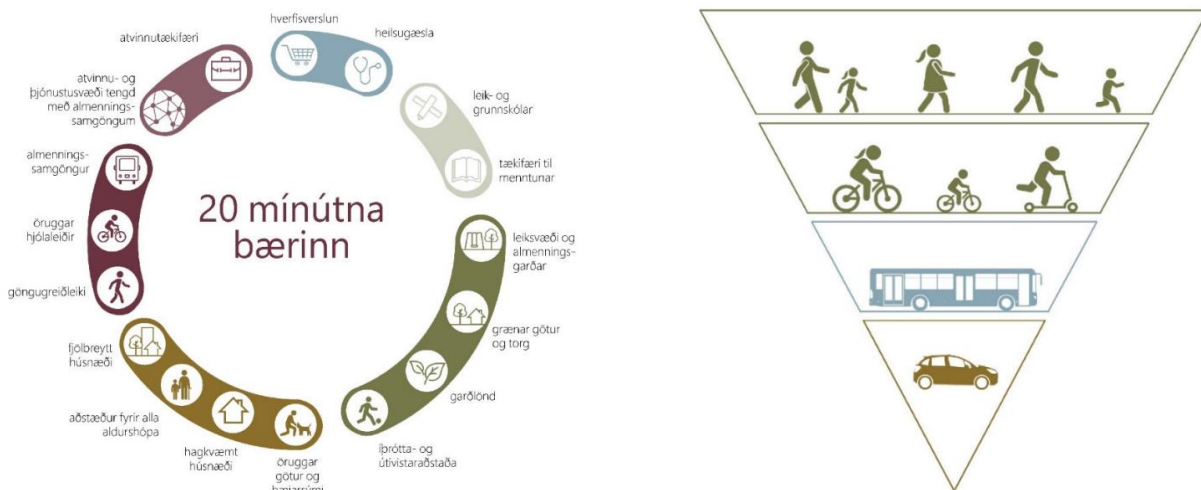 20 mínútna
bærinn
hverfisverslun
heilsugæsla
leik- og
grunnskólar
tækifæri til
menntunar
leiksvæði og
almennings-
garðar
grænar götur
og torg
garðlönd
íþrótta- og
útivistaraðstaða
öruggar
götur og
bæjarrými
hagkvæmt
húsnæði
aðstæður fyrir alla
aldurshópa
fjölbreytt
húsnæði
göngugreiðleiki
öruggar
hjólaleiðir
almennings-
samgöngur
atvinnu- og
þjónustusvæði tengd
með almennings-
samgöngum
atvinnutækifæri